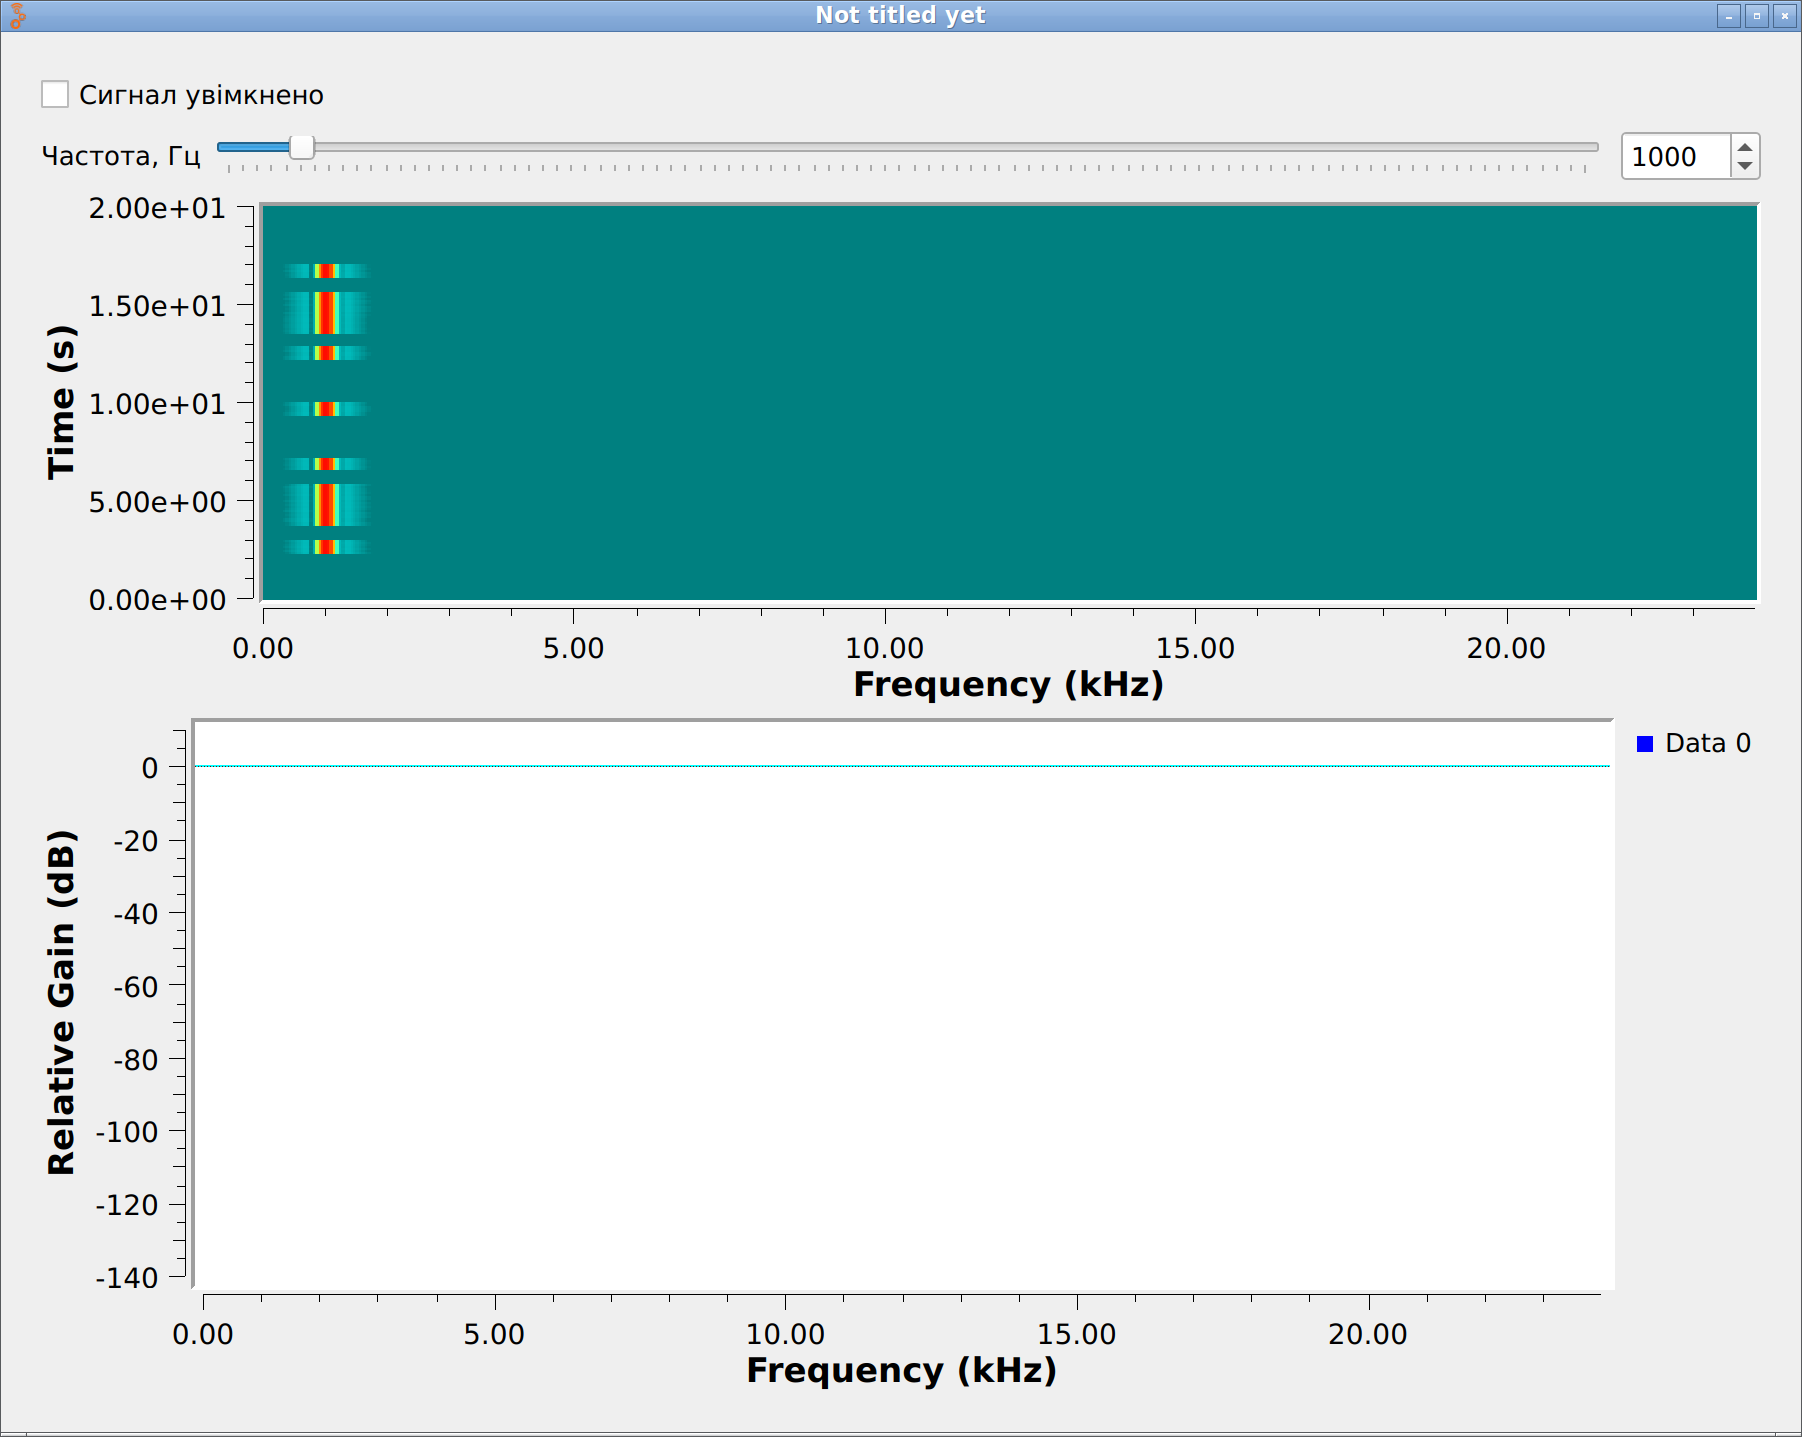 Not titled yet
Сигнал увімкнено
Частота, Гц
1000
2.00e+01
1.50e+01
1.00e+01
5.00e+00
0.00e+00
Time (s)
0.00 5.00 10.00 15.00 20.00
Frequency (kHz)
Data 0
0
-20
-40
-60
-80
-100
-120
-140
Relative Gain (dB)
0.00 5.00 10.00 15.00 20.00
Frequency (kHz)